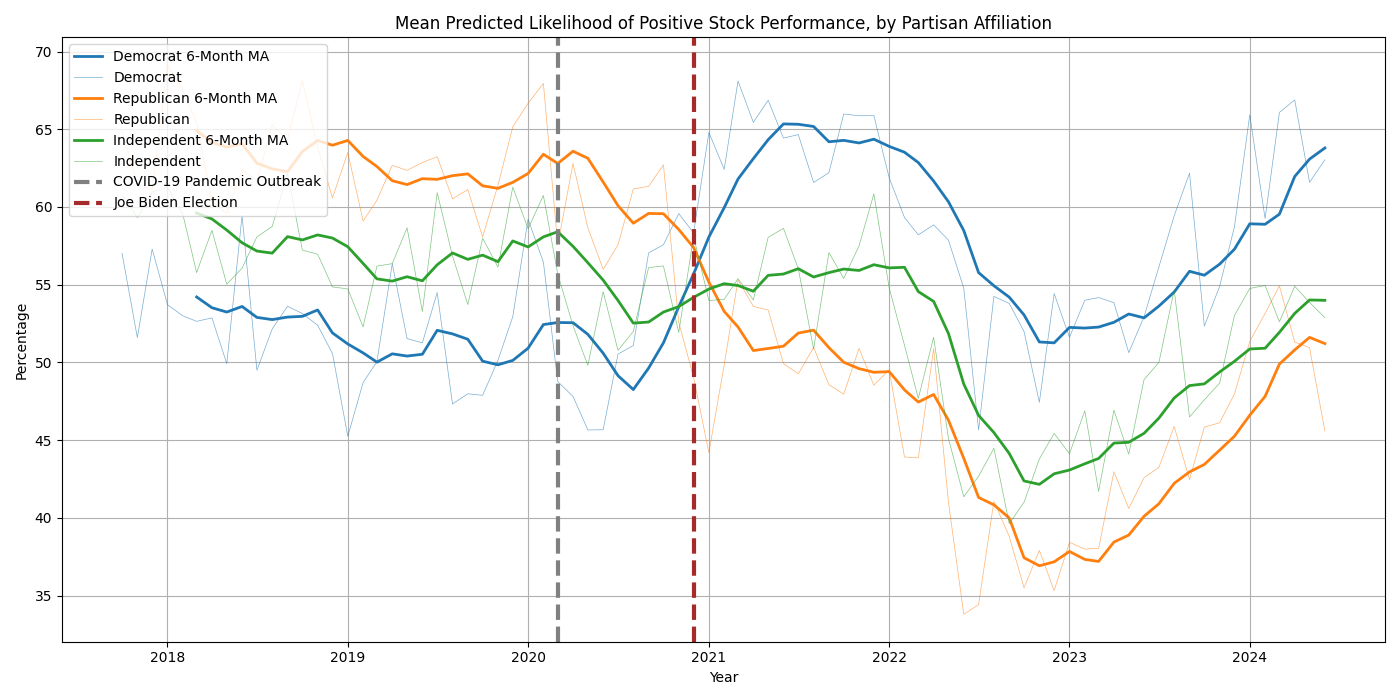 Mean Predicted Likelihood of Positive Stock Performance, by Partisan Affiliation
Democrat 6-Month MA
Democrat
Republican 6-Month MA
Republican
Independent 6-Month MA
Independent
COVID-19 Pandemic Outbreak
Joe Biden Election
Percentage
70
65
60
55
50
45
40
35
2018
2019
2020
2021
2022
2023
2024
Year